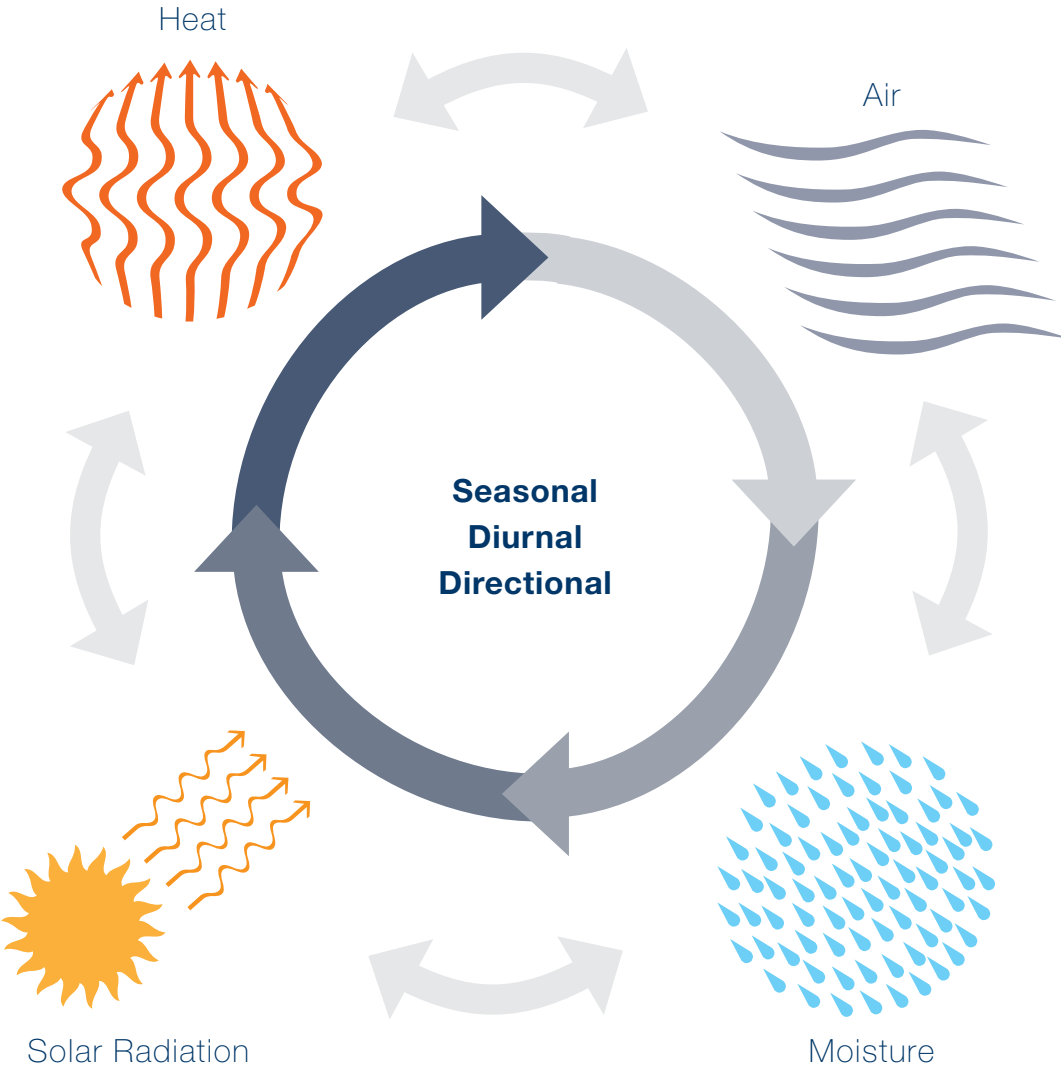 Heat
Air
Seasonal
Diurnal
Directional
Solar Radiation
Moisture